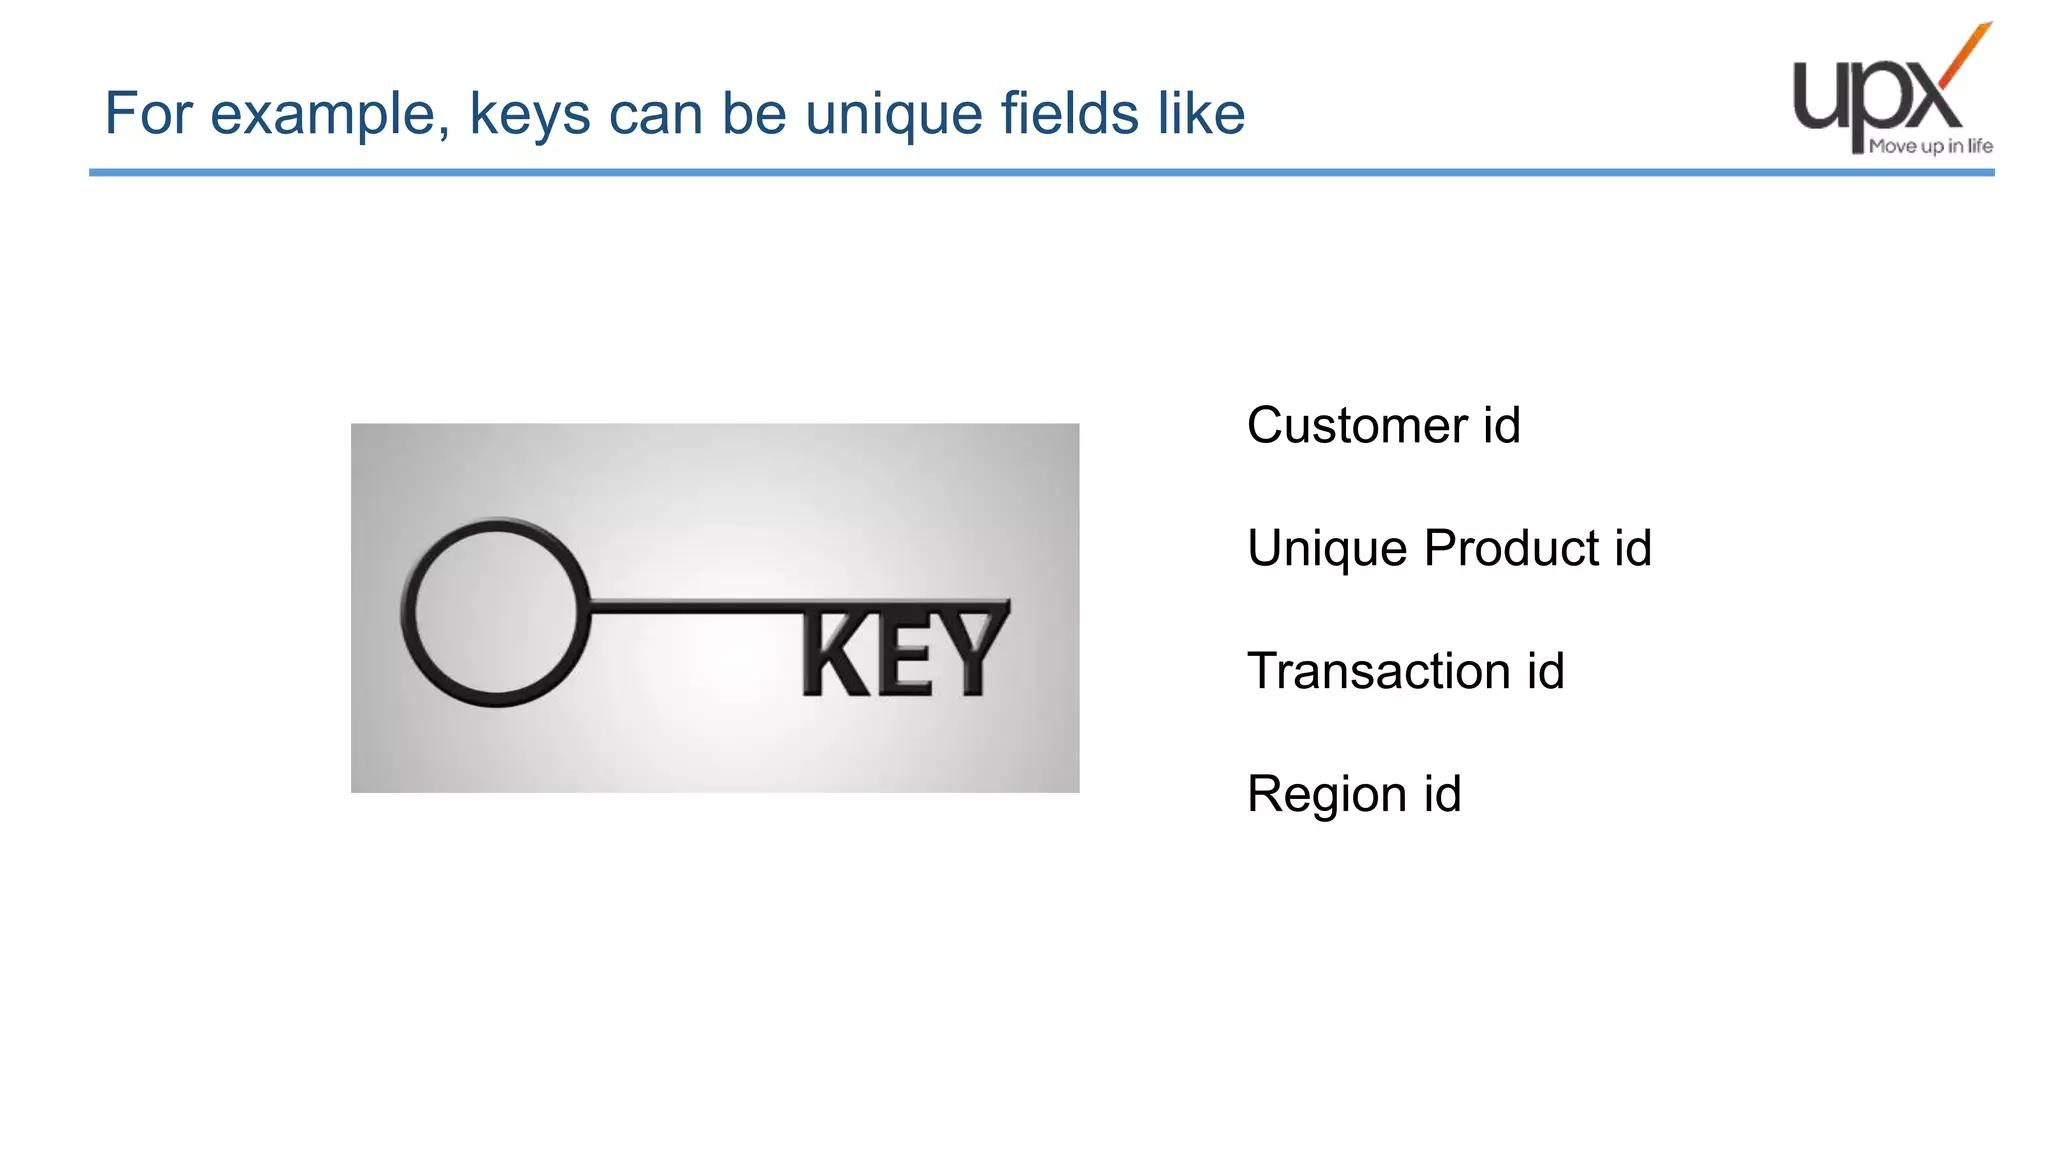 For example, keys can be unique fields like
upx
Move up in life
KEY
Customer id
Unique Product id
Transaction id
Region id